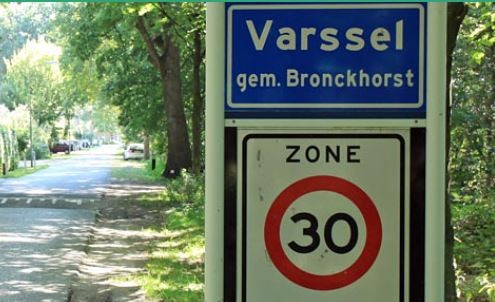 Varssel
gem. Bronckhorst
ZONE
30